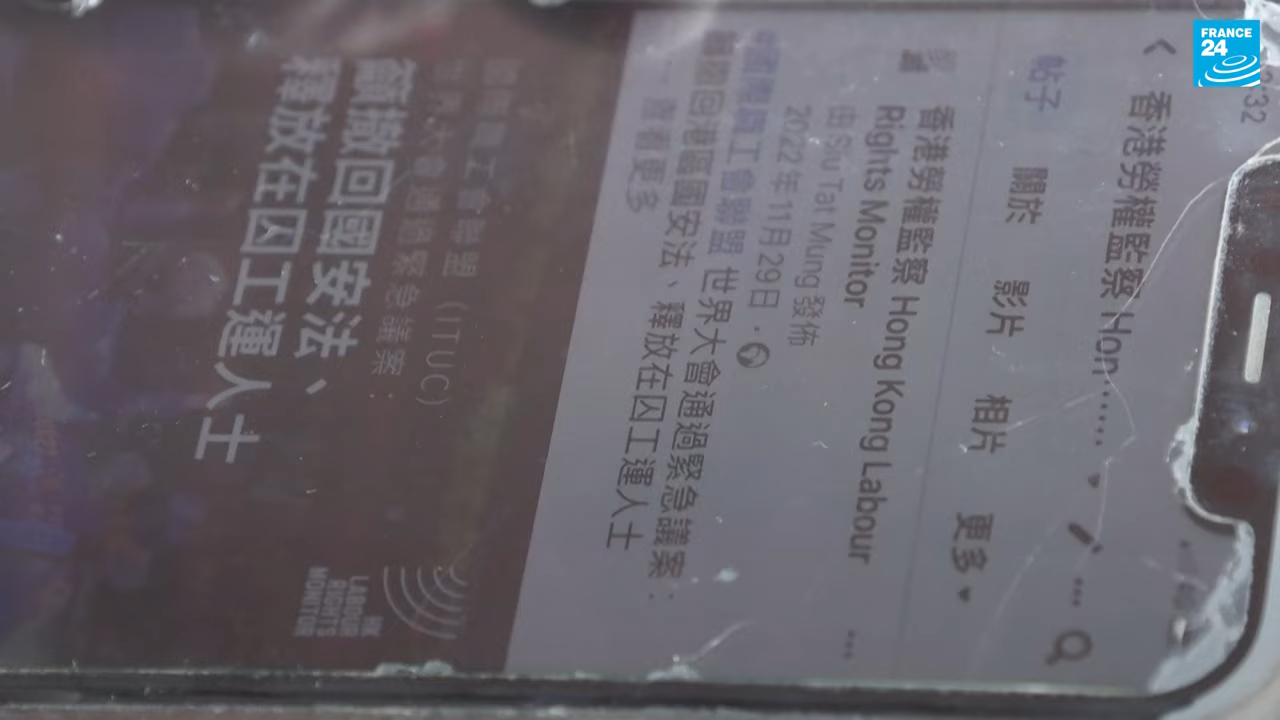 FRANCE
24
:32
香港勞權監察 Hon......
帖子 關於 影片 相片 更多
香港勞權監察 Hong Kong Labour
Rights Monitor
由 Siu Tat Mung 發佈
2022年11月29日 ·
國際職工會聯盟 世界大會通過緊急議案：
撤回港區國安法、釋放在囚工運人士
... 查看更多
國際職工會聯盟（ITUC）
世界大會通過緊急議案：
籲撤回國安法、
釋放在囚工運人士
HK
LABOUR
RIGHTS
MONITOR